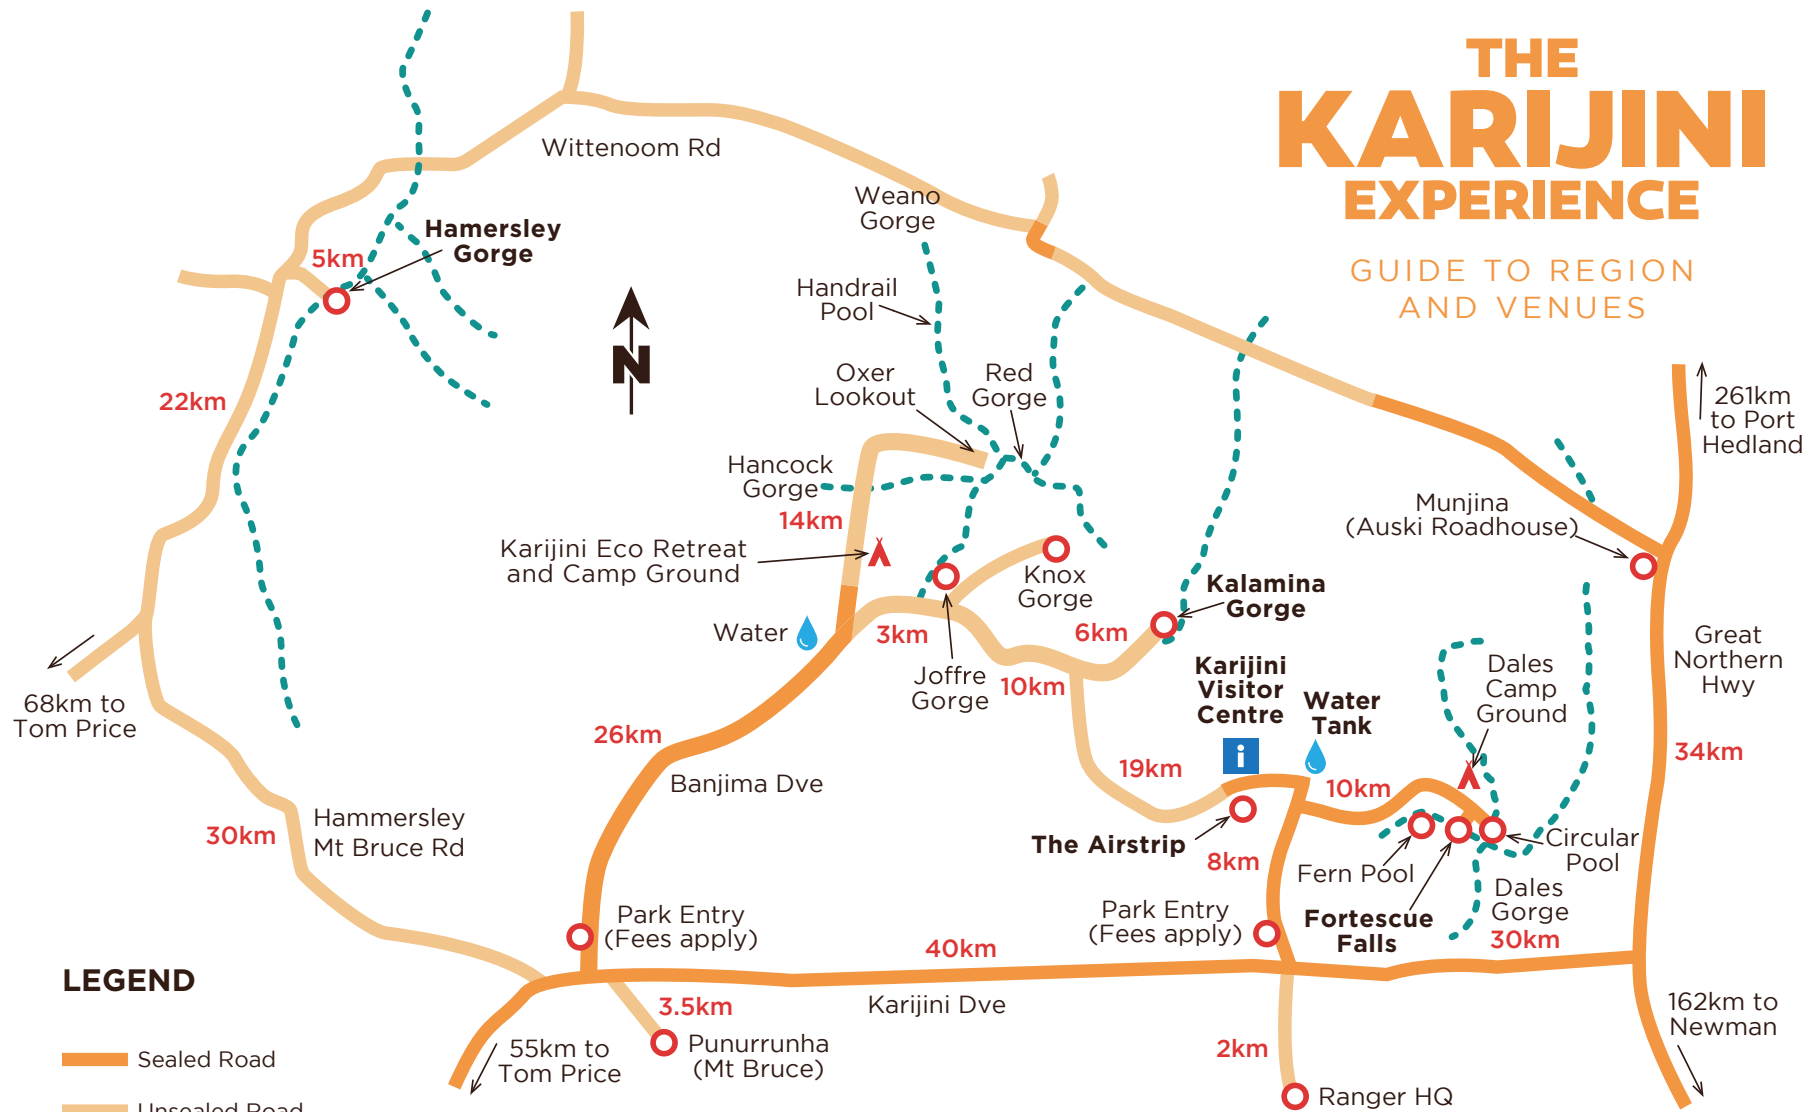 THE
KARIJINI
EXPERIENCE
GUIDE TO REGION
AND VENUES
Wittenoom Rd
Weano
Gorge
Hamersley
Gorge
5km
Handrail
Pool
N
Oxer
Lookout
Red
Gorge
22km
261km
to Port
Hedland
Hancock
Gorge
14km
Munjina
(Auski Roadhouse)
Karijini Eco Retreat
and Camp Ground
Knox
Gorge
Kalamina
Gorge
Water
3km
6km
Great
Northern
Hwy
Joffre
Gorge
10km
Karijini
Visitor
Centre
i
Water
Tank
Dales
Camp
Ground
68km to
Tom Price
26km
34km
19km
10km
Banjima Dve
Hammersley
Mt Bruce Rd
30km
The Airstrip
8km
Circular
Pool
Fern Pool
Dales
Gorge
Park Entry
(Fees apply)
Park Entry
(Fees apply)
Fortescue
Falls
30km
40km
LEGEND
3.5km
Karijini Dve
162km to
Newman
Punurrunha
(Mt Bruce)
55km to
Tom Price
2km
Sealed Road
Ranger HQ
Unsealed Road